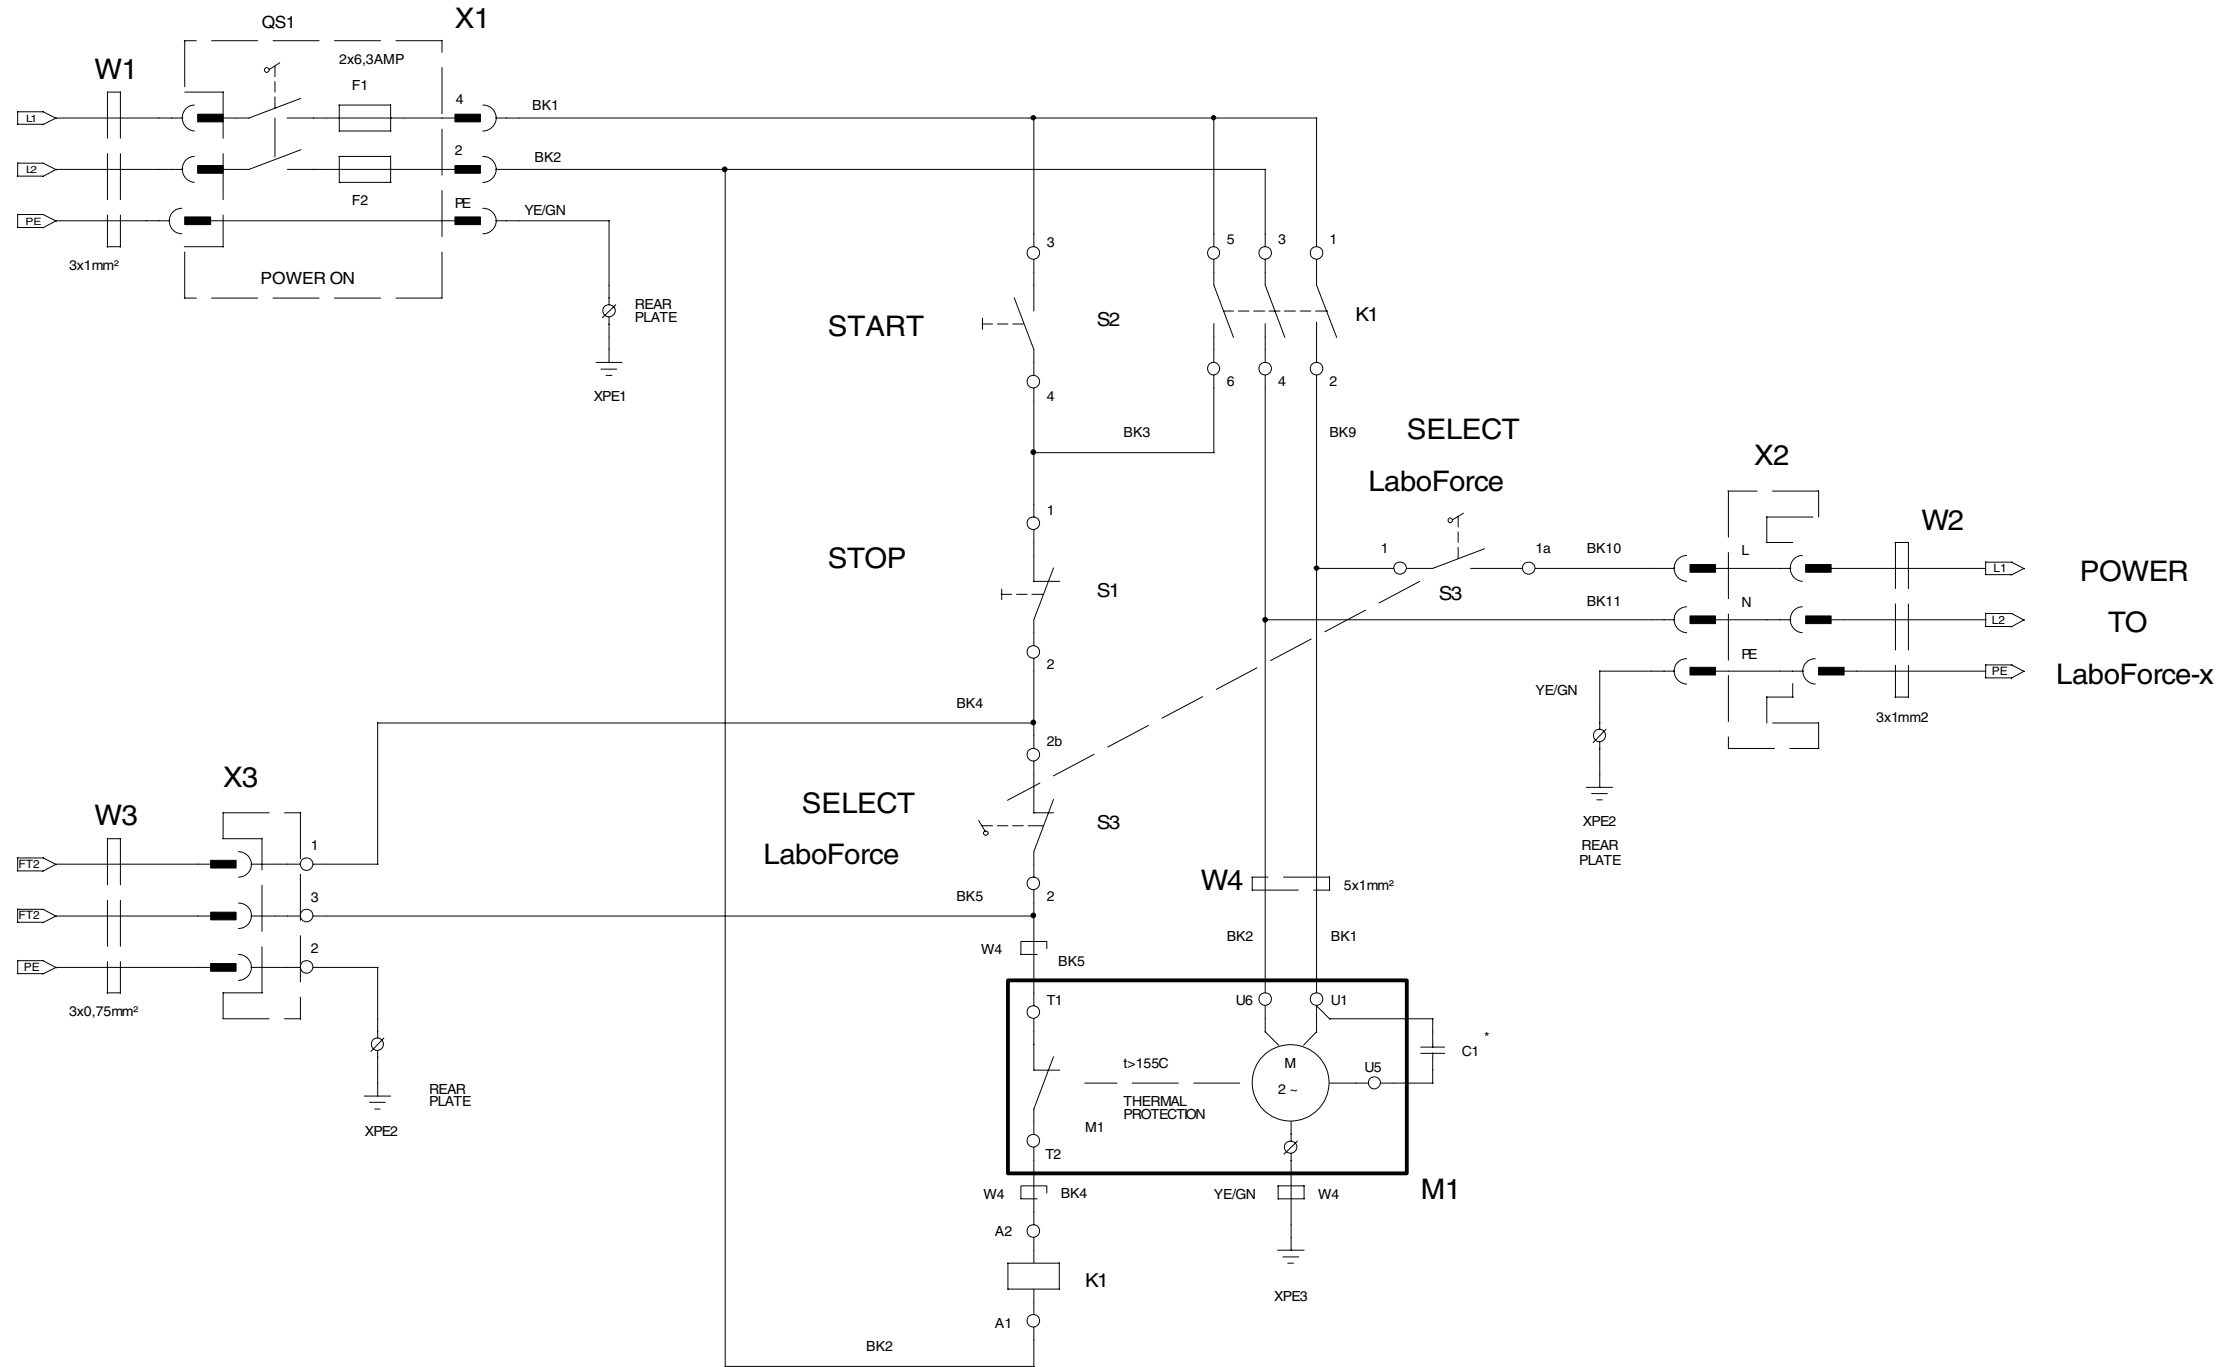 QS1
X1
2x6,3AMP
W1
F1
L1
4
BK1
L2
2
BK2
F2
PE
PE
YE/GN
3x1mm²
POWER ON
REAR
PLATE
XPE1
3
5
3
1
START
S2
K1
4
6
4
2
BK3
BK9
SELECT
LaboForce
X2
W2
1
STOP
S1
1
1a
BK10
L
L1
POWER
S3
BK11
N
L2
TO
2
PE
PE
LaboForce-x
YE/GN
3x1mm2
BK4
2b
XPE2
REAR
PLATE
X3
SELECT
LaboForce
S3
W3
1
FT2
3
FT2
2
PE
3x0,75mm²
REAR
PLATE
XPE2
BK5
2
W4
5x1mm²
BK2
BK1
W4
BK5
T1
U6
U1
C1
*
t>155C
M
2 ~
U5
THERMAL
PROTECTION
M1
T2
W4
BK4
YE/GN
W4
M1
A2
K1
XPE3
A1
BK2